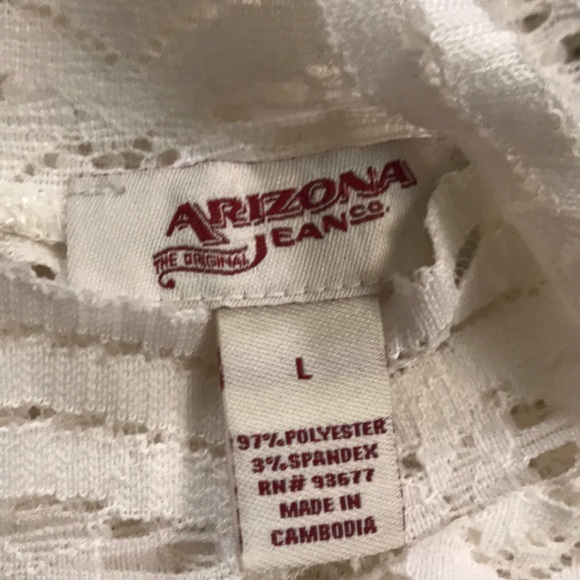 ARIZONA
JEAN CO.
THE ORIGINAL
L
97% POLYESTER
3% SPANDEX
RN# 93677
MADE IN
CAMBODIA